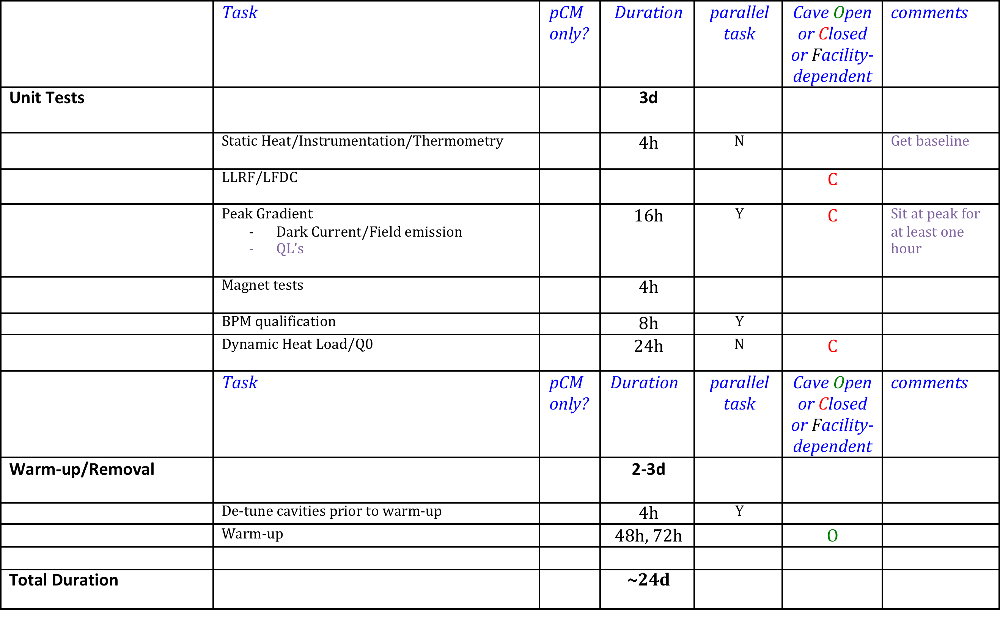 Task pCM Duration parallel Cave Open comments
only? task or Closed
or Facility-
dependent
Unit Tests 3d
Static Heat/Instrumentation/Thermometry 4h N Get baseline
LLRF/LFDC C
Peak Gradient 16h Y C Sit at peak for
- Dark Current/Field emission at least one
- QL’s hour
Magnet tests 4h
BPM qualification 8h Y
Dynamic Heat Load/Q0 24h N C
Task pCM Duration parallel Cave Open comments
only? task or Closed
or Facility-
dependent
Warm-up/Removal 2-3d
De-tune cavities prior to warm-up 4h Y
Warm-up 48h, 72h O
Total Duration ~24d